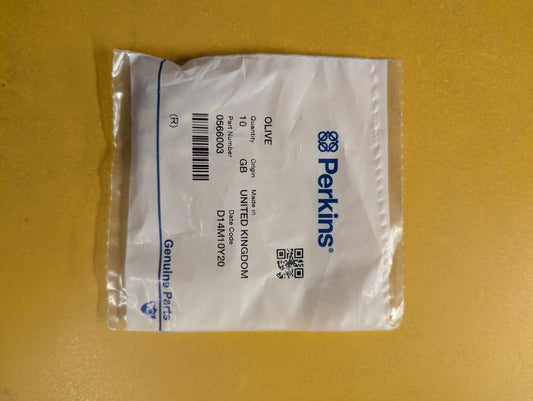 Perkins®
OLIVE
Quantity Origin Made in
10 GB UNITED KINGDOM
Part Number Date Code
0566003 D14M10Y20
(R)
Genuine Parts